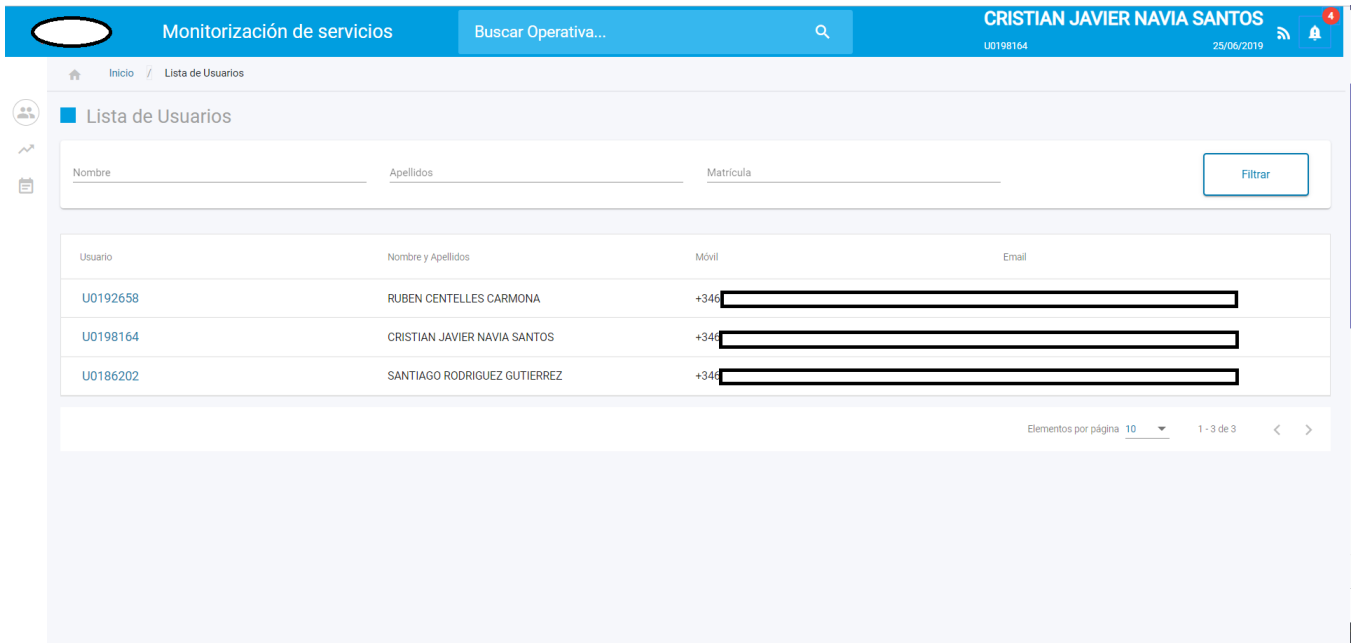 Monitorización de servicios
Buscar Operativa...
CRISTIAN JAVIER NAVIA SANTOS
U0198164 25/06/2019
4
Inicio / Lista de Usuarios
Lista de Usuarios
Nombre Apellidos Matrícula Filtrar
Usuario Nombre y Apellidos Móvil Email
U0192658 RUBEN CENTELLES CARMONA +346
U0198164 CRISTIAN JAVIER NAVIA SANTOS +346
U0186202 SANTIAGO RODRIGUEZ GUTIERREZ +346
Elementos por página 10 1 - 3 de 3